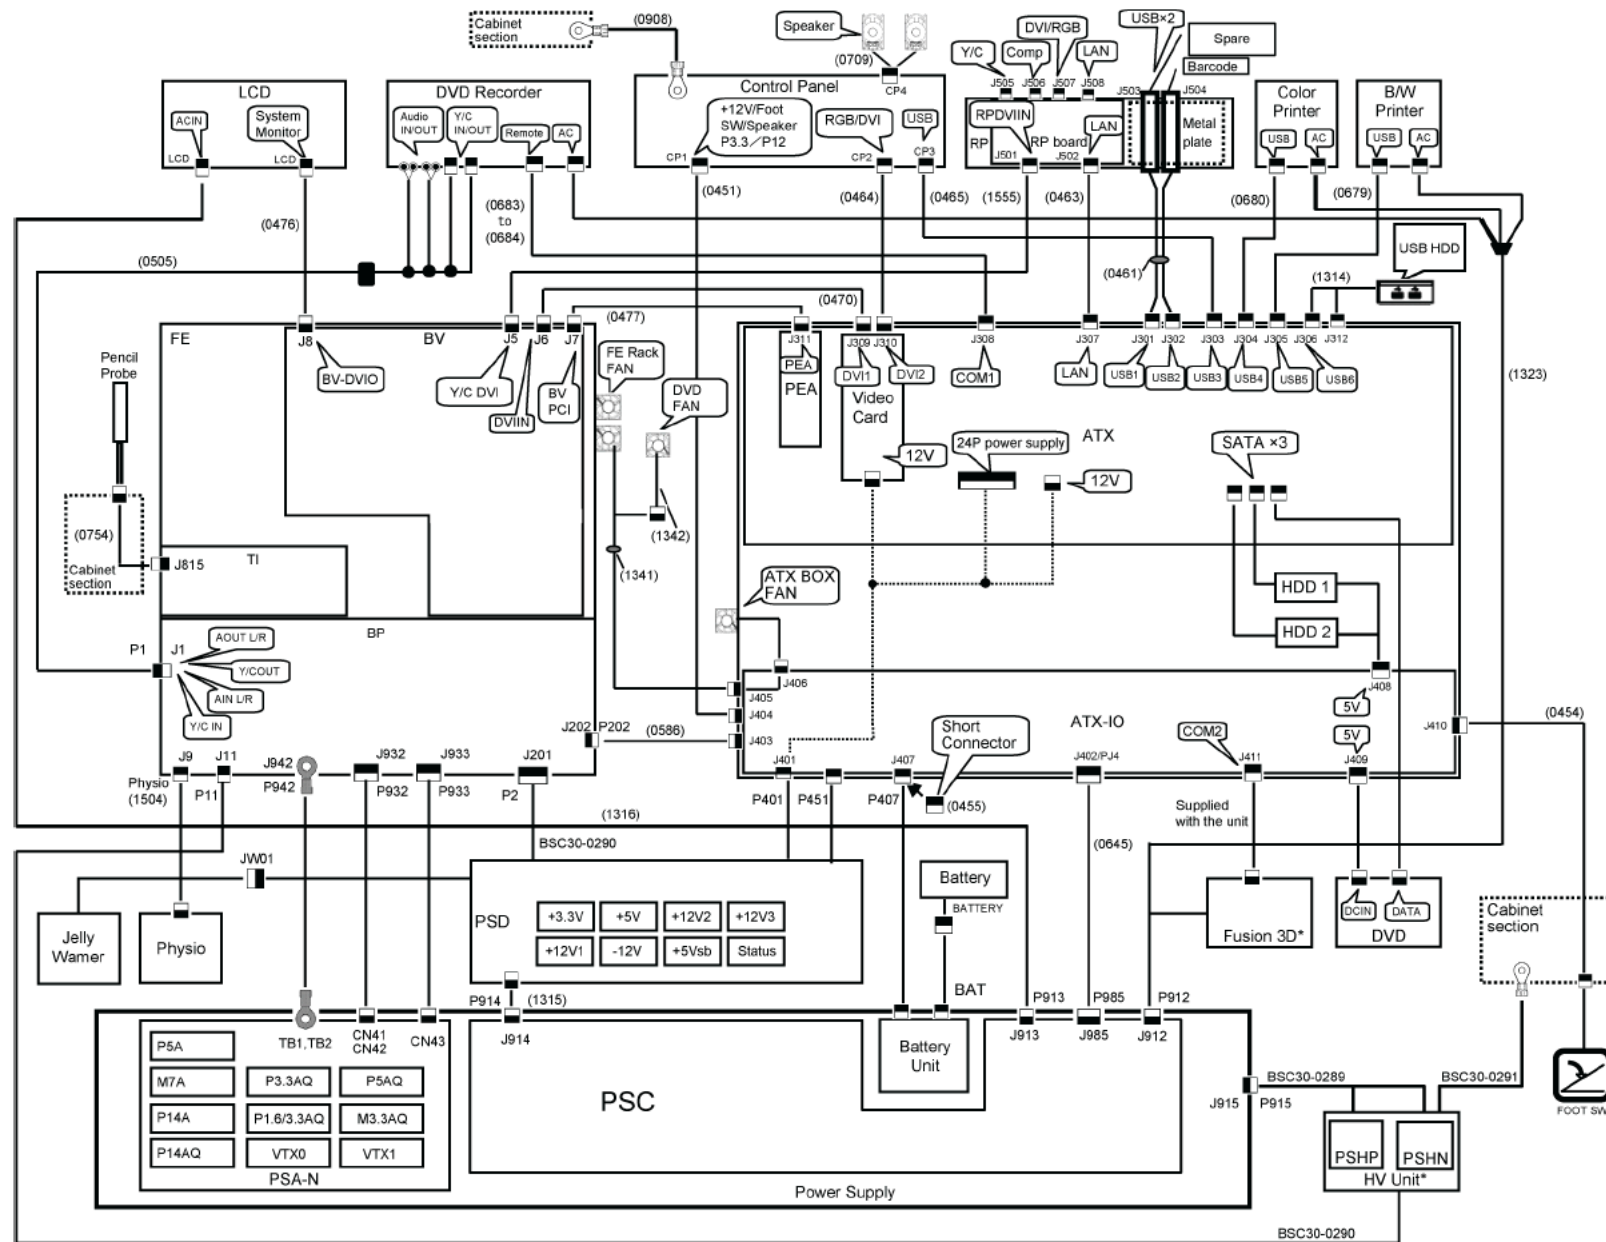 Cabinet
section
(0908)
Speaker
(0709)
CP4
Y/C
Comp
DVI/RGB
LAN
USB×2
Spare
Barcode
J505
J506
J507
J508
J503
J504
LCD
ACIN
System
Monitor
LCD
LCD
DVD Recorder
Audio
IN/OUT
Y/C
IN/OUT
Remote
AC
Control Panel
+12V/Foot
SW/Speaker
P3.3/P12
RGB/DVI
USB
CP1
CP2
CP3
RPDVIIN
RP
RP board
LAN
J501
J502
Metal
plate
Color
Printer
USB
AC
B/W
Printer
USB
AC
(0476)
(0683)
to
(0684)
(0451)
(0464)
(0465)
(1555)
(0463)
(0461)
(0680)
(0679)
USB HDD
(1314)
(0505)
(0477)
(0470)
(1323)
FE
J8
BV
J5
J6
J7
BV-DVIO
Y/C DVI
DVIIN
BV
PCI
FE Rack
FAN
DVD
FAN
Pencil
Probe
(0754)
Cabinet
section
J815
TI
(1342)
(1341)
J311
PEA
PEA
J309
J310
DVI1
DVI2
Video
Card
12V
J308
COM1
J307
LAN
J301
J302
J303
J304
J305
J306
J312
USB1
USB2
USB3
USB4
USB5
USB6
24P power supply
ATX
12V
SATA ×3
HDD 1
HDD 2
ATX BOX
FAN
BP
P1
J1
AOUT L/R
Y/COUT
AIN L/R
Y/C IN
J202
P202
(0586)
J406
J405
J404
J403
Short
Connector
ATX-IO
COM2
5V
J408
5V
J410
(0454)
J9
J11
J942
J932
J933
J201
Physio
(1504)
P11
P942
P932
P933
P2
J401
J407
J402/PJ4
J411
J409
P401
P451
P407
(0455)
Supplied
with the unit
(1316)
BSC30-0290
(0645)
JW01
Jelly
Wamer
Physio
PSD
+3.3V
+5V
+12V2
+12V3
+12V1
-12V
+5Vsb
Status
Battery
BATTERY
BAT
Fusion 3D*
DCIN
DATA
DVD
Cabinet
section
P914
(1315)
P913
P985
P912
TB1,TB2
CN41
CN42
CN43
J914
J913
J985
J912
P5A
M7A
P14A
P14AQ
P3.3AQ
P5AQ
P1.6/3.3AQ
M3.3AQ
VTX0
VTX1
PSA-N
PSC
Battery
Unit
Power Supply
J915
P915
BSC30-0289
BSC30-0291
PSHP
PSHN
HV Unit*
FOOT SW
BSC30-0290